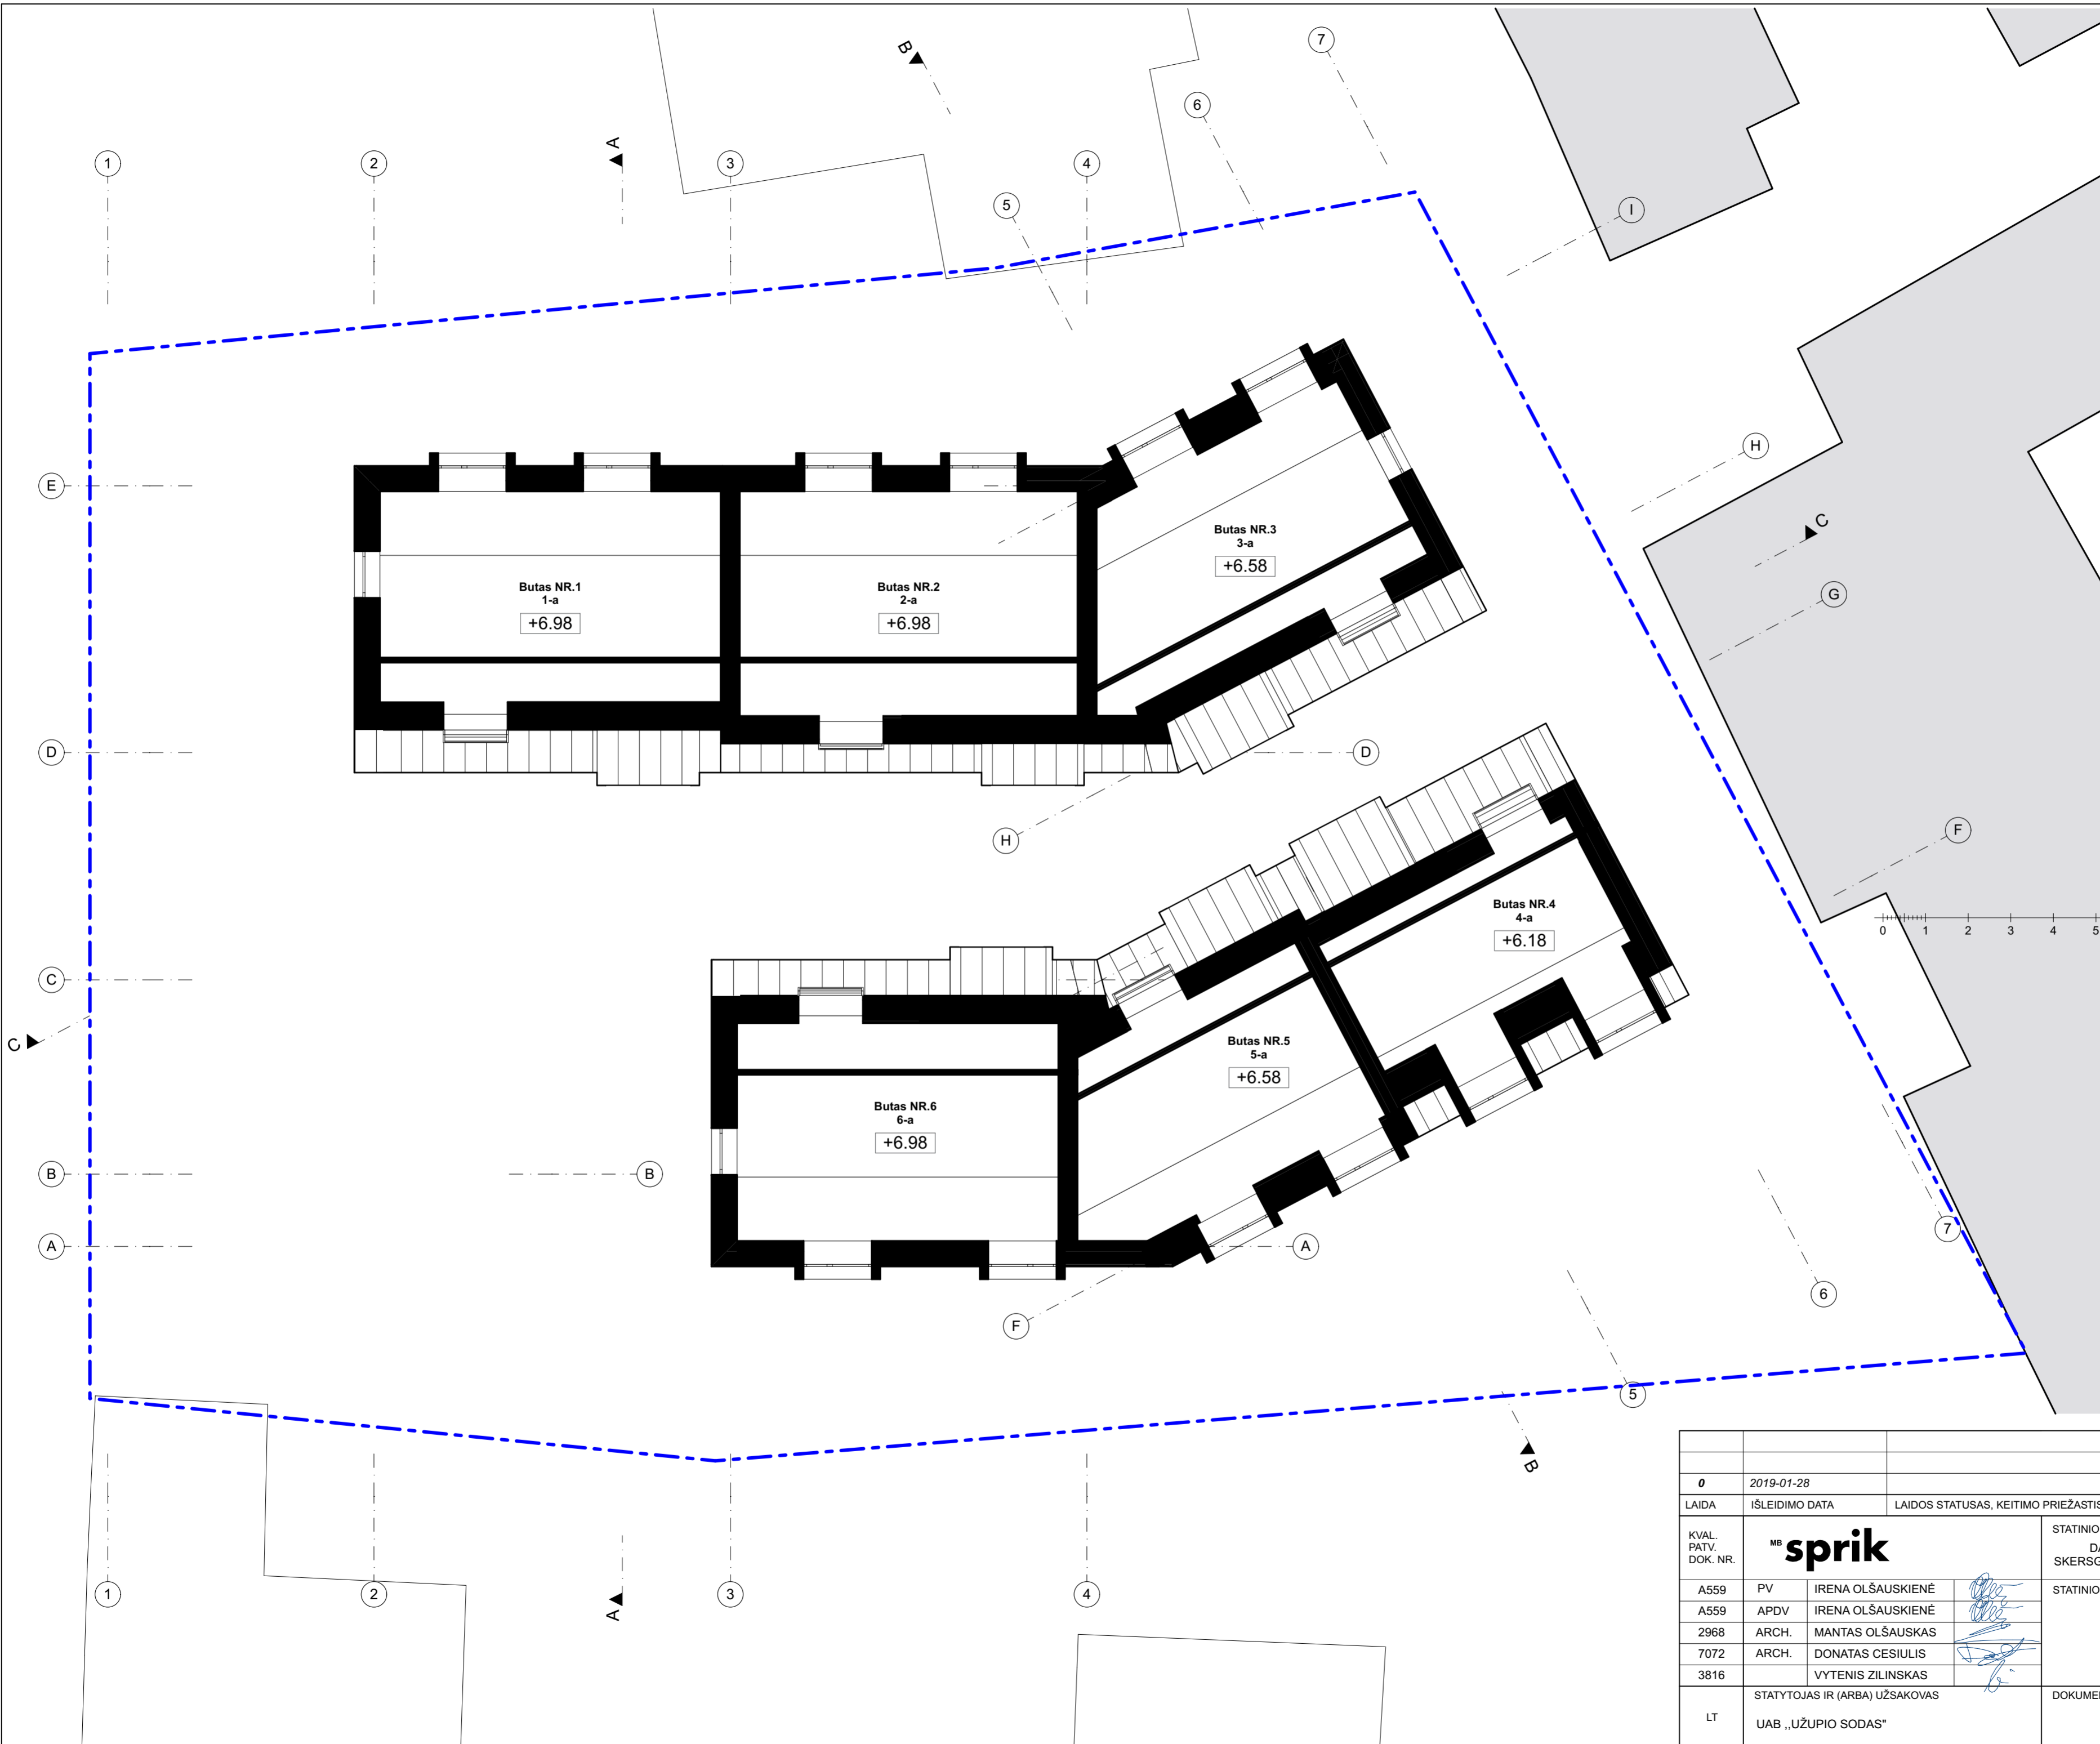 B
7
6
1
2
A
3
4
5
I
H
E
Butas NR.3
3-a
+6.58
C
Butas NR.1
1-a
+6.98
Butas NR.2
2-a
+6.98
G
D
D
H
F
Butas NR.4
4-a
+6.18
0 1 2 3 4 5
C
C
Butas NR.5
5-a
+6.58
Butas NR.6
6-a
+6.98
B
B
7
A
A
6
F
5
B
1
2
A
3
4
0 2019-01-28
LAIDA IŠLEIDIMO DATA LAIDOS STATUSAS, KEITIMO PRIEŽASTIS
KVAL.
PATV.
DOK. NR.
MB sprik
STATINIO
DA
SKERSG
A559 PV IRENA OLŠAUSKIENĖ
STATINIO
A559 APDV IRENA OLŠAUSKIENĖ
2968 ARCH. MANTAS OLŠAUSKAS
7072 ARCH. DONATAS CESIULIS
3816 VYTENIS ZILINSKAS
LT
STATYTOJAS IR (ARBA) UŽSAKOVAS
UAB ,,UŽUPIO SODAS"
DOKUME